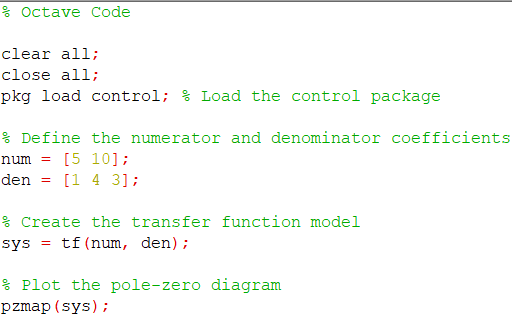 % Octave Code
clear all;
close all;
pkg load control; % Load the control package
% Define the numerator and denominator coefficients
num = [5 10];
den = [1 4 3];
% Create the transfer function model
sys = tf(num, den);
% Plot the pole-zero diagram
pzmap(sys);